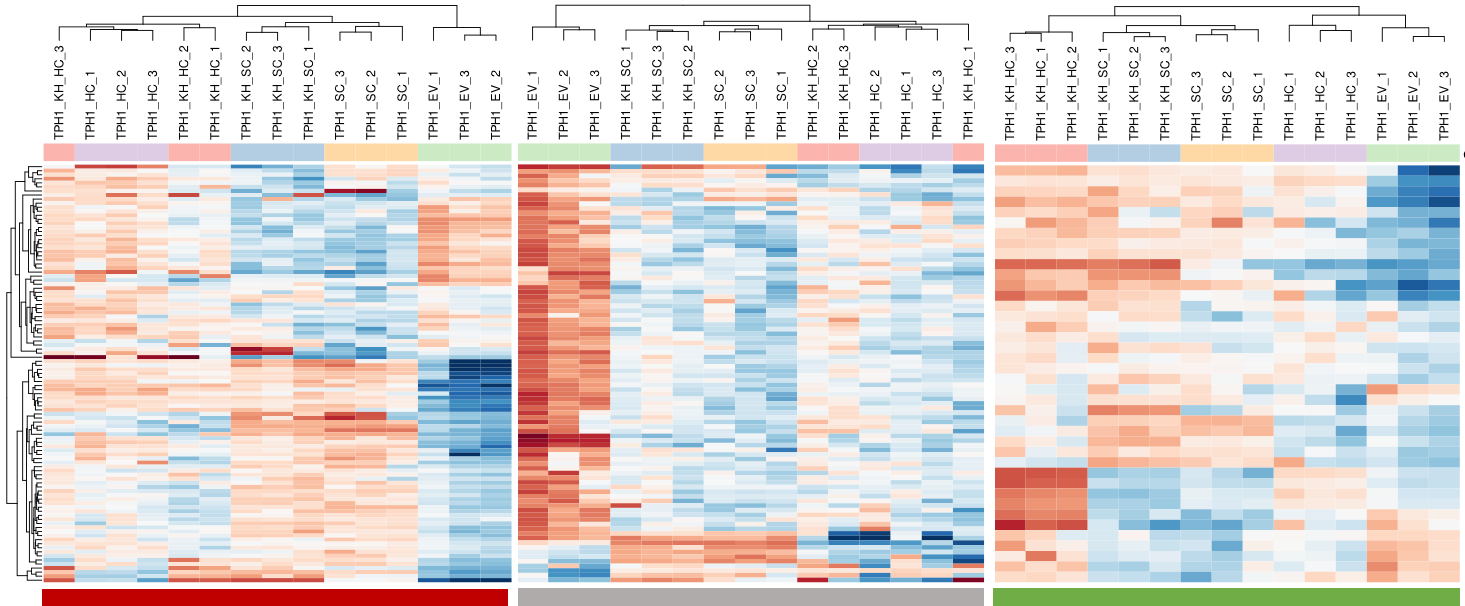 TPH1_KH_HC_3
TPH1_HC_1
TPH1_HC_2
TPH1_HC_3
TPH1_KH_HC_2
TPH1_KH_HC_1
TPH1_KH_SC_2
TPH1_KH_SC_3
TPH1_KH_SC_1
TPH1_SC_3
TPH1_SC_2
TPH1_SC_1
TPH1_EV_1
TPH1_EV_3
TPH1_EV_2
TPH1_EV_1
TPH1_EV_2
TPH1_EV_3
TPH1_KH_SC_1
TPH1_KH_SC_3
TPH1_KH_SC_2
TPH1_SC_2
TPH1_SC_3
TPH1_SC_1
TPH1_KH_HC_2
TPH1_KH_HC_3
TPH1_HC_2
TPH1_HC_1
TPH1_HC_3
TPH1_KH_HC_1
TPH1_KH_HC_3
TPH1_KH_HC_1
TPH1_KH_HC_2
TPH1_KH_SC_1
TPH1_KH_SC_2
TPH1_KH_SC_3
TPH1_SC_3
TPH1_SC_2
TPH1_SC_1
TPH1_HC_1
TPH1_HC_2
TPH1_HC_3
TPH1_EV_1
TPH1_EV_2
TPH1_EV_3